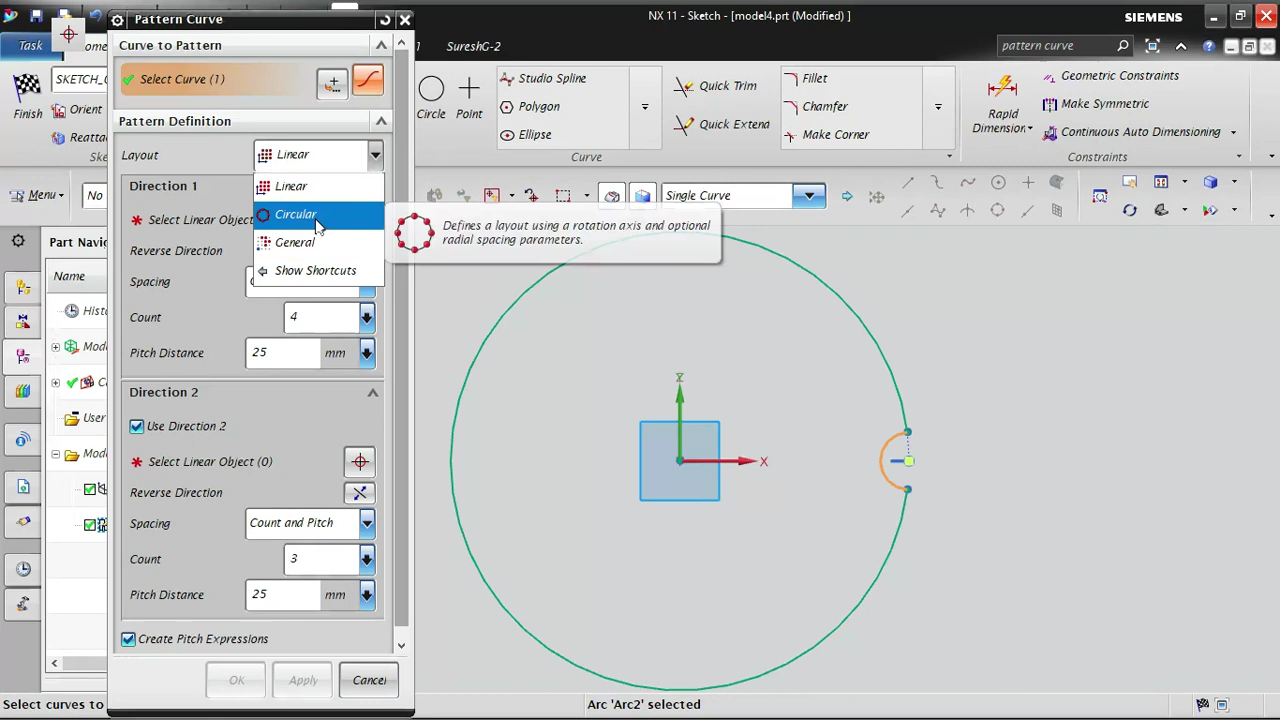 Pattern Curve
NX 11 - Sketch - [model4.prt (Modified) ]
SIEMENS
Task
SureshG-2
pattern curve
Curve to Pattern
Select Curve (1)
Finish
SKETCH_
Orient
Circle
Point
Studio Spline
Polygon
Ellipse
Quick Trim
Quick Extend
Fillet
Chamfer
Make Corner
Rapid
Dimension
Geometric Constraints
Make Symmetric
Continuous Auto Dimensioning
Curve
Constraints
Pattern Definition
Layout
Linear
Menu
No
Single Curve
Direction 1
Linear
Select Linear Object
Circular
Defines a layout using a rotation axis and optional
radial spacing parameters.
Reverse Direction
General
Part Navi
Show Shortcuts
Name
Spacing
Count
4
Pitch Distance
25
mm
Direction 2
Use Direction 2
User
Select Linear Object (0)
Reverse Direction
Spacing
Count and Pitch
Count
3
Pitch Distance
25
mm
Create Pitch Expressions
OK
Apply
Cancel
Z
X
Select curves to
Arc 'Arc2' selected